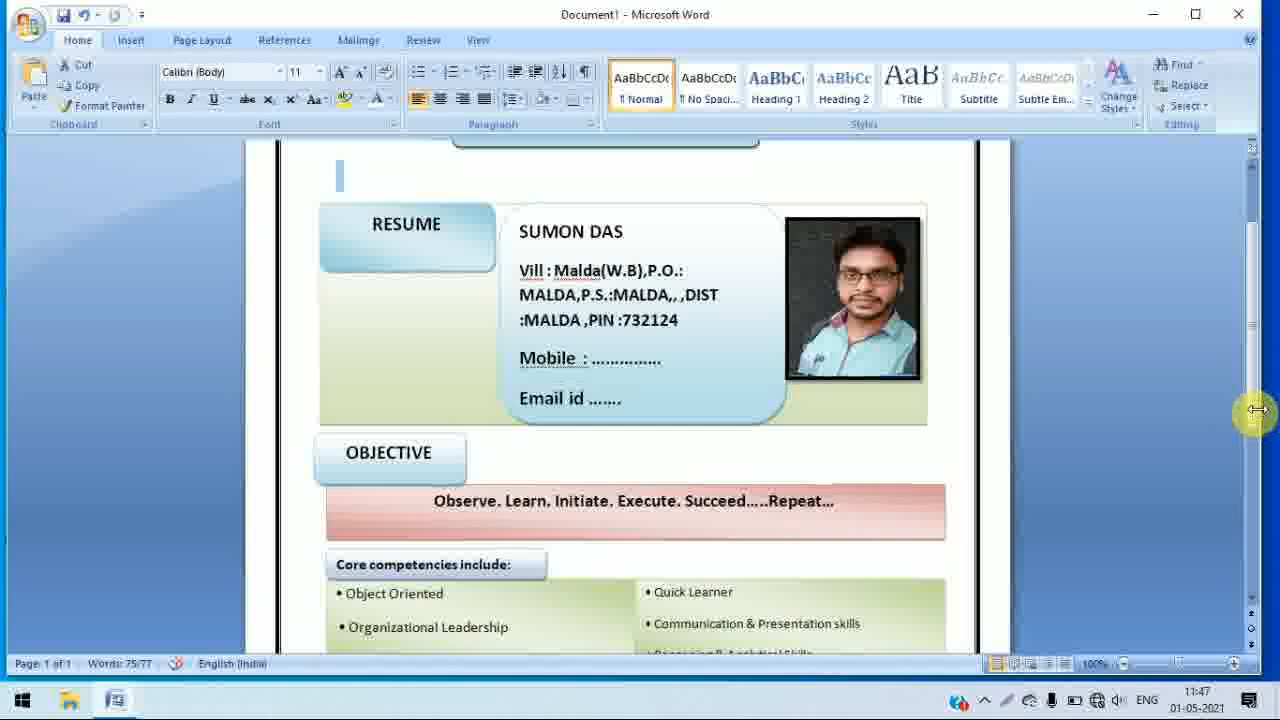 Document1 - Microsoft Word
Home Insert Page Layout References Mailings Review View
Paste Cut Copy Format Painter
Calibri (Body) 11
B I U abe X₂ X² Aa A
AaBbCcDc AaBbCcDc AaBbC AaBbCc AaB AaBbCc. AaBbCcDc
¶ Normal ¶ No Spaci... Heading 1 Heading 2 Title Subtitle Subtle Em...
Change Styles
Find Replace Select
Clipboard Font Paragraph Styles Editing
RESUME
SUMON DAS
Vill : Malda(W.B),P.O.:
MALDA,P.S.:MALDA,, ,DIST
:MALDA ,PIN :732124
Mobile : ...............
Email id .......
OBJECTIVE
Observe. Learn. Initiate. Execute. Succeed.....Repeat...
Core competencies include:
• Object Oriented
• Organizational Leadership
• Quick Learner
• Communication & Presentation skills
Page: 1 of 1 Words: 75/77 English (India) 100%
ENG
11:47
01-05-2021